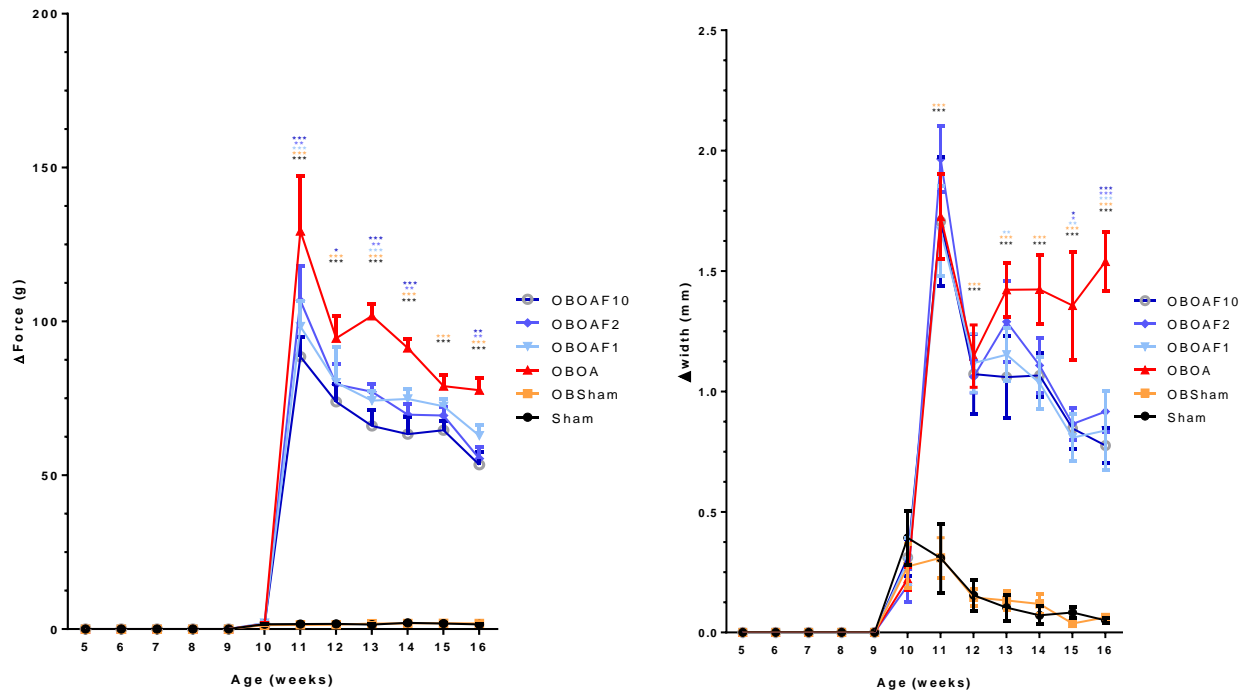 200
150
100
50
0
ΔForce (g)
***
**
***
***
***
*
***
***
***
**
***
***
***
***
**
***
***
***
***
**
**
***
***
5 6 7 8 9 10 11 12 13 14 15 16
Age (weeks)
OBOAF10
OBOAF2
OBOAF1
OBOA
OBSham
Sham
2.5
2.0
1.5
1.0
0.5
0.0
▲width (mm)
***
***
***
***
**
***
***
***
***
*
*
**
***
***
***
***
***
***
***
5 6 7 8 9 10 11 12 13 14 15 16
Age (weeks)
OBOAF10
OBOAF2
OBOAF1
OBOA
OBSham
Sham